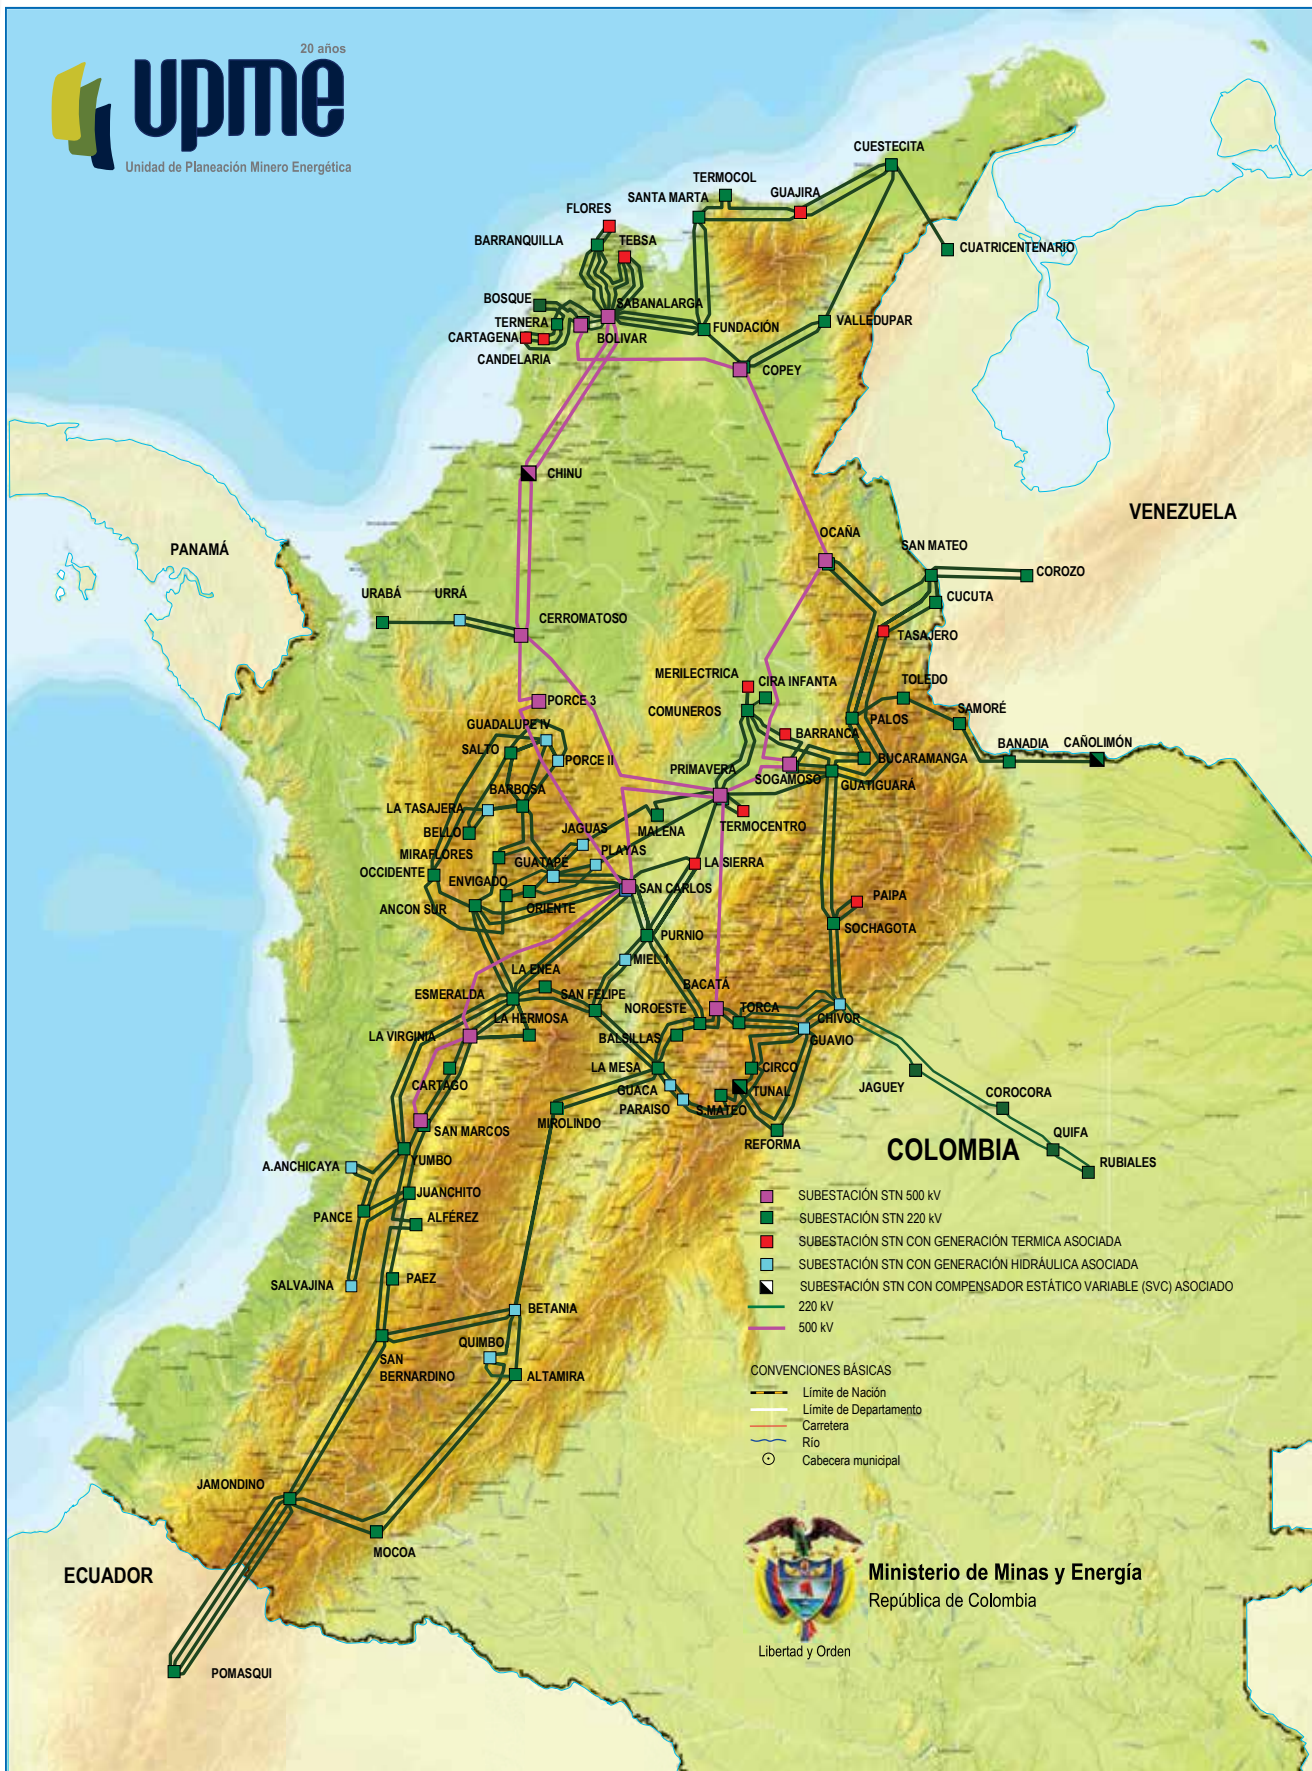 20 años
upme
Unidad de Planeación Minero Energética
CUESTECITA
TERMOCOL
SANTA MARTA
GUAJIRA
FLORES
BARRANQUILLA
TEBSA
CUATRICENTENARIO
BOSQUE
SABANALARGA
TERNERA
FUNDACIÓN
VALLEDUPAR
CARTAGENA
BOLIVAR
CANDELARIA
COPEY
CHINU
VENEZUELA
OCAÑA
PANAMÁ
SAN MATEO
COROZO
URABÁ
URRÁ
CUCUTA
CERROMATOSO
TASAJERO
MERILECTRICA
CIRA INFANTA
TOLEDO
PORCE 3
COMUNEROS
PALOS
SAMORÉ
GUADALUPE IV
BARRANCA
SALTO
BANADIA
CAÑOLIMÓN
PORCE II
BUCARAMANGA
PRIMAVERA
SOGAMOSO
GUATIGUARÁ
BARBOSA
LA TASAJERA
TERMOCENTRO
BELLO
JAGUAS
MALENA
MIRAFLORES
PLAYAS
GUATAPÉ
LA SIERRA
OCCIDENTE
ENVIGADO
SAN CARLOS
PAIPA
ANCON SUR
ORIENTE
SOCHAGOTA
PURNIO
MIEL 1
LA ENEA
BACATÁ
ESMERALDA
SAN FELIPE
NOROESTE
TORCA
LA HERMOSA
CHIVOR
LA VIRGINIA
BALSILLAS
GUAVIO
LA MESA
CIRCO
CARTAGO
GUACA
TUNAL
JAGUEY
PARAISO
S.MATEO
COROCORA
MIROLINDO
SAN MARCOS
REFORMA
QUIFA
COLOMBIA
YUMBO
A.ANCHICAYA
RUBIALES
JUANCHITO
PANCE
ALFÉREZ
SUBESTACIÓN STN 500 kV
SUBESTACIÓN STN 220 kV
SUBESTACIÓN STN CON GENERACIÓN TERMICA ASOCIADA
SUBESTACIÓN STN CON GENERACIÓN HIDRÁULICA ASOCIADA
SUBESTACIÓN STN CON COMPENSADOR ESTÁTICO VARIABLE (SVC) ASOCIADO
220 kV
500 kV
SALVAJINA
PAEZ
BETANIA
QUIMBO
SAN
BERNARDINO
ALTAMIRA
CONVENCIONES BÁSICAS
Límite de Nación
Límite de Departamento
Carretera
Río
Cabecera municipal
JAMONDINO
MOCOA
ECUADOR
POMASQUI
Ministerio de Minas y Energía
República de Colombia
Libertad y Orden